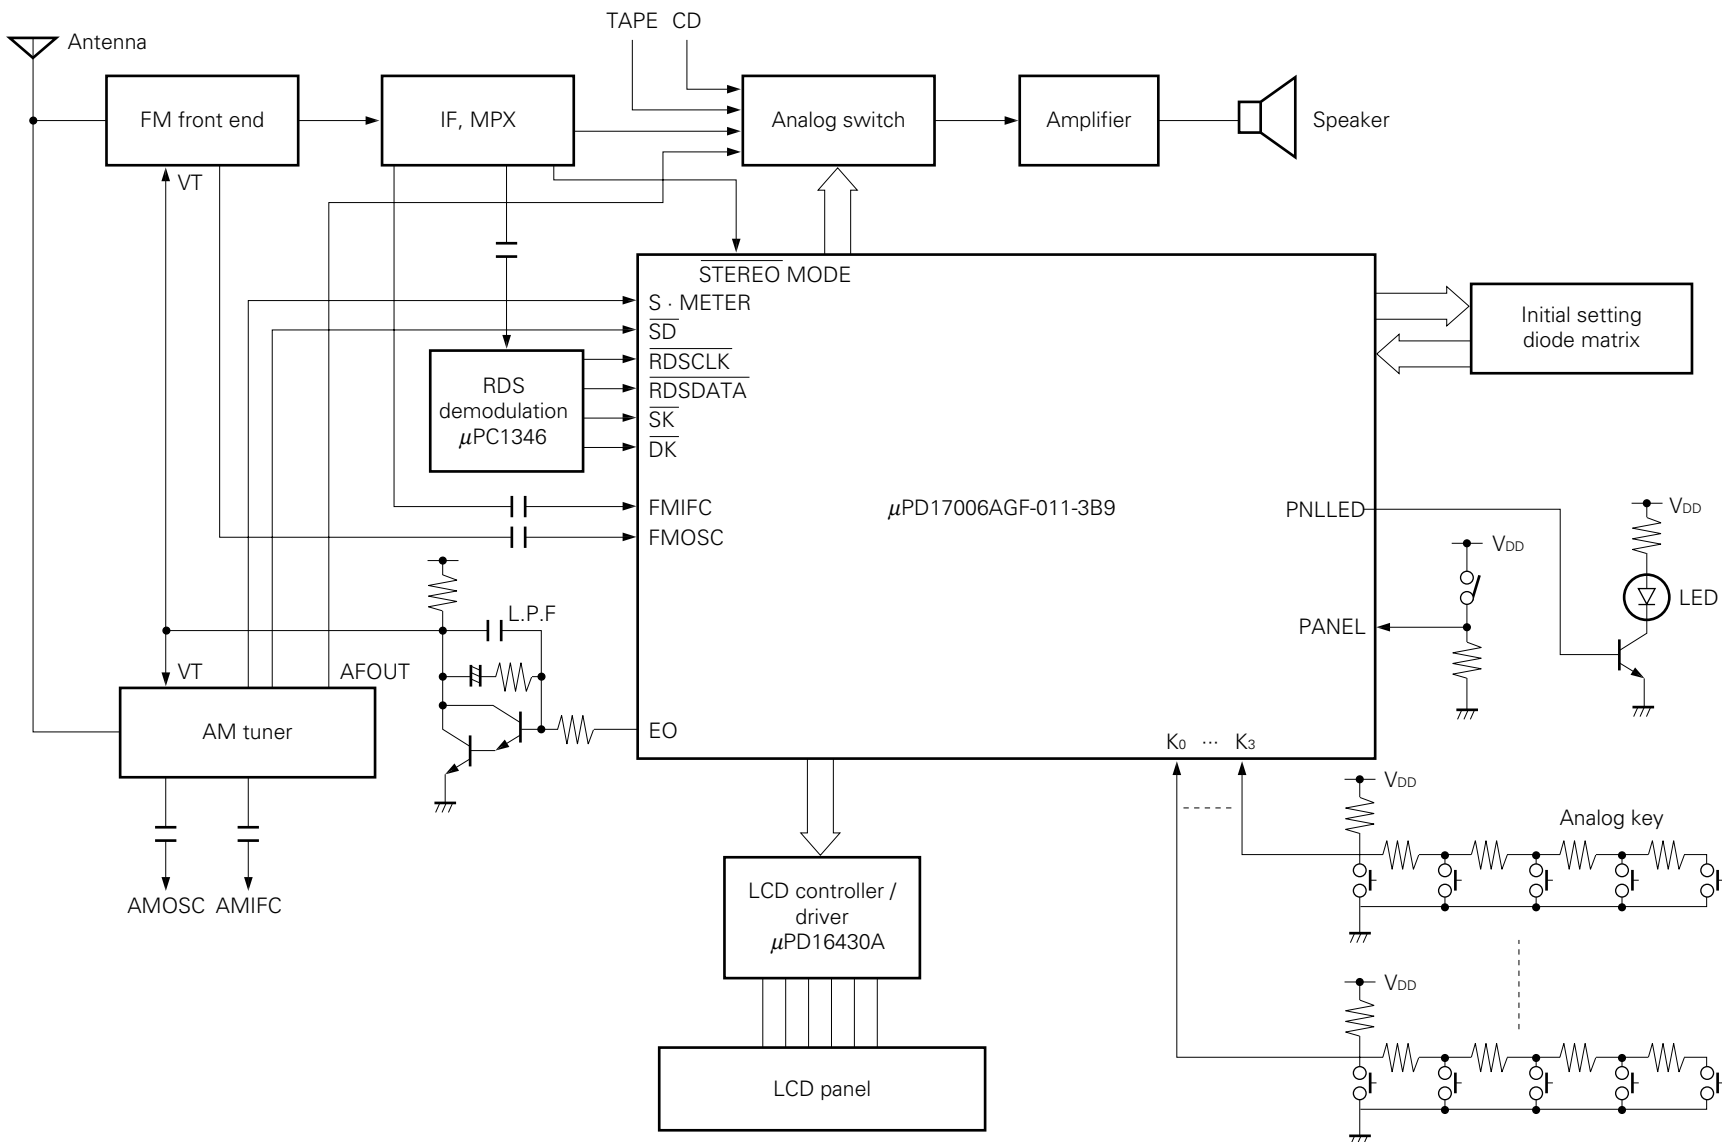 TAPE CD
Antenna
FM front end
IF, MPX
Analog switch
Amplifier
Speaker
VT
STEREO MODE
S · METER
SD
RDSCLK
RDSDATA
SK
DK
RDS
demodulation
μPC1346
Initial setting
diode matrix
FMIFC
FMOSC
μPD17006AGF-011-3B9
PNLLED
VDD
VDD
LED
PANEL
L.P.F
VT
AFOUT
AM tuner
EO
K0 ··· K3
VDD
Analog key
AMOSC AMIFC
LCD controller /
driver
μPD16430A
VDD
LCD panel